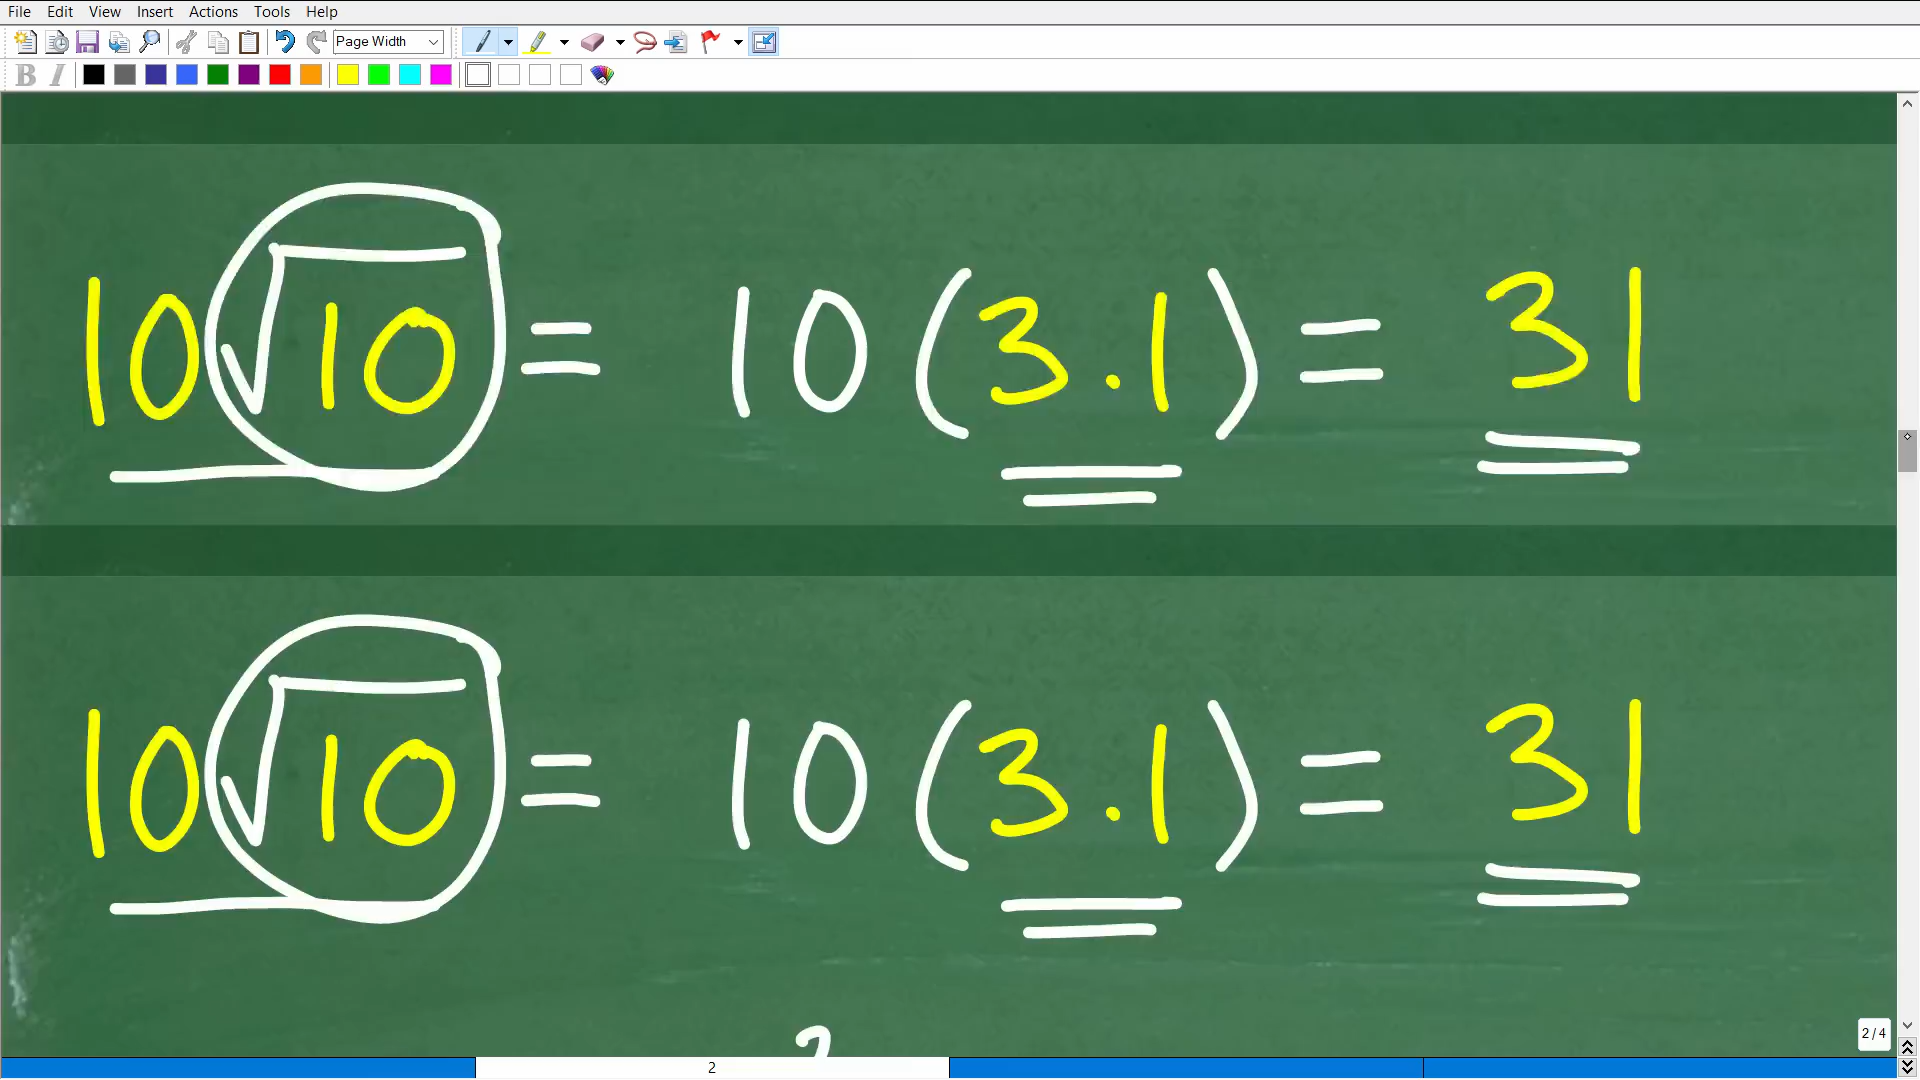 File Edit View Insert Actions Tools Help
Page Width
B I
10√10 = 10(3.1) = 31
10√10 = 10(3.1) = 31
2 / 4
2